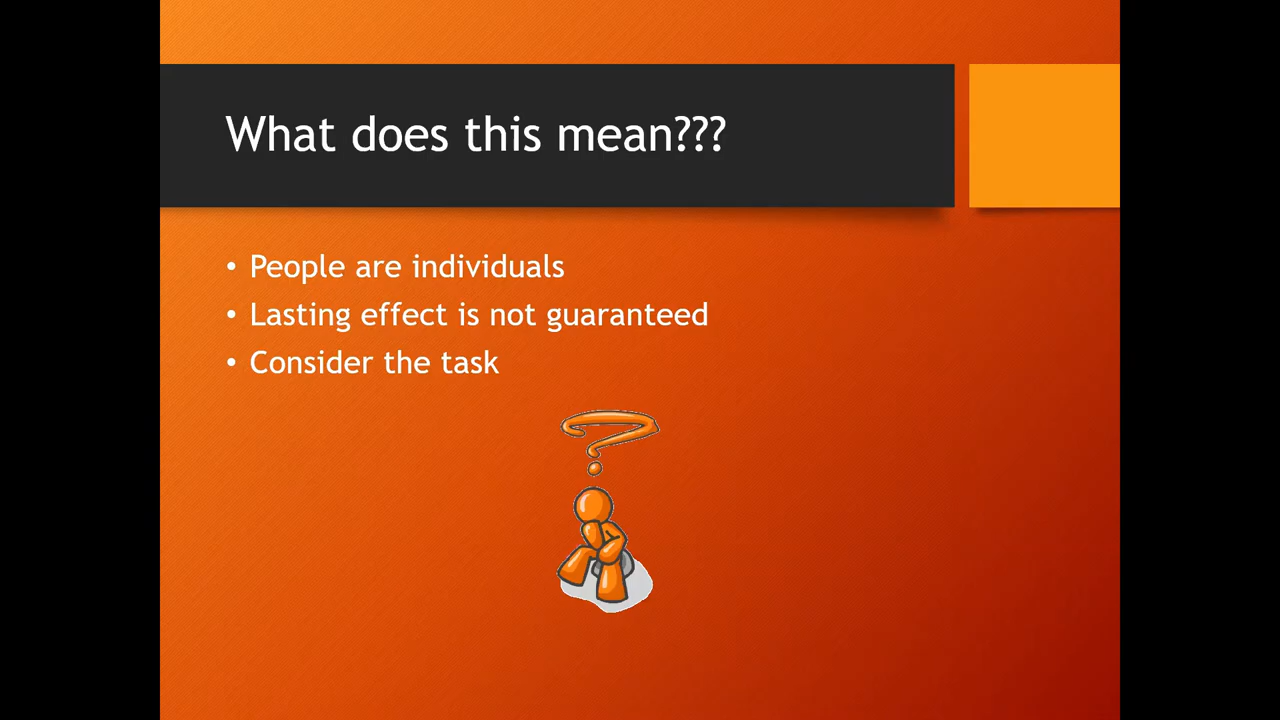 What does this mean???
• People are individuals
• Lasting effect is not guaranteed
• Consider the task